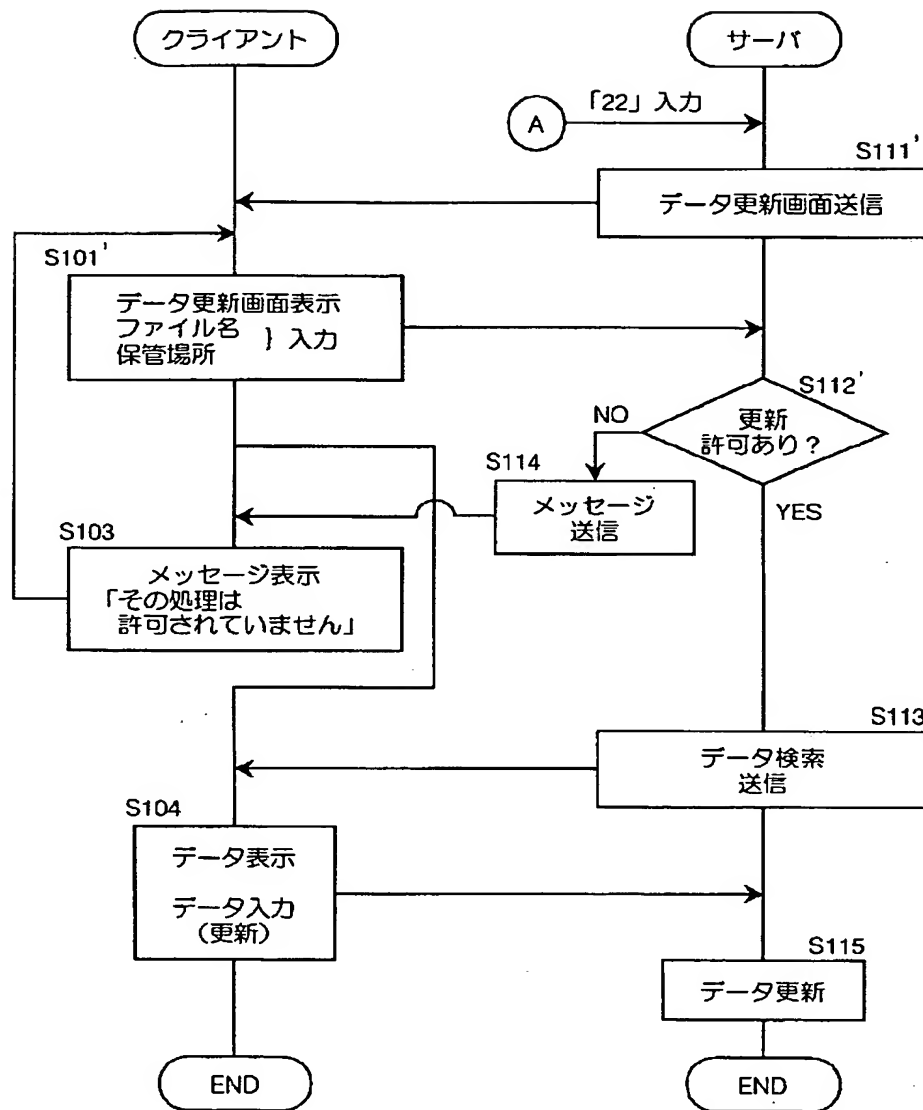 クライアント
サーバ
「22」入力
A
S111'
データ更新画面送信
S101'
データ更新画面表示
ファイル名
保管場所
} 入力
S112'
更新
許可あり?
NO
YES
S114
メッセージ
送信
S103
メッセージ表示
「その処理は
許可されていません」
S113
データ検索
送信
S104
データ表示
データ入力
(更新)
S115
データ更新
END
END